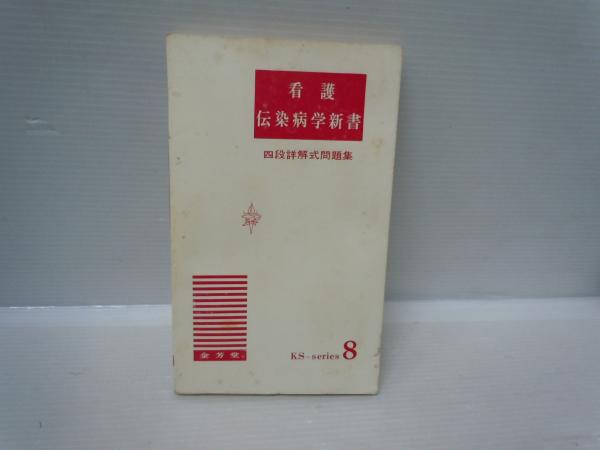 看護
伝染病学新書
四段詳解式問題集
金芳堂
KS-series 8